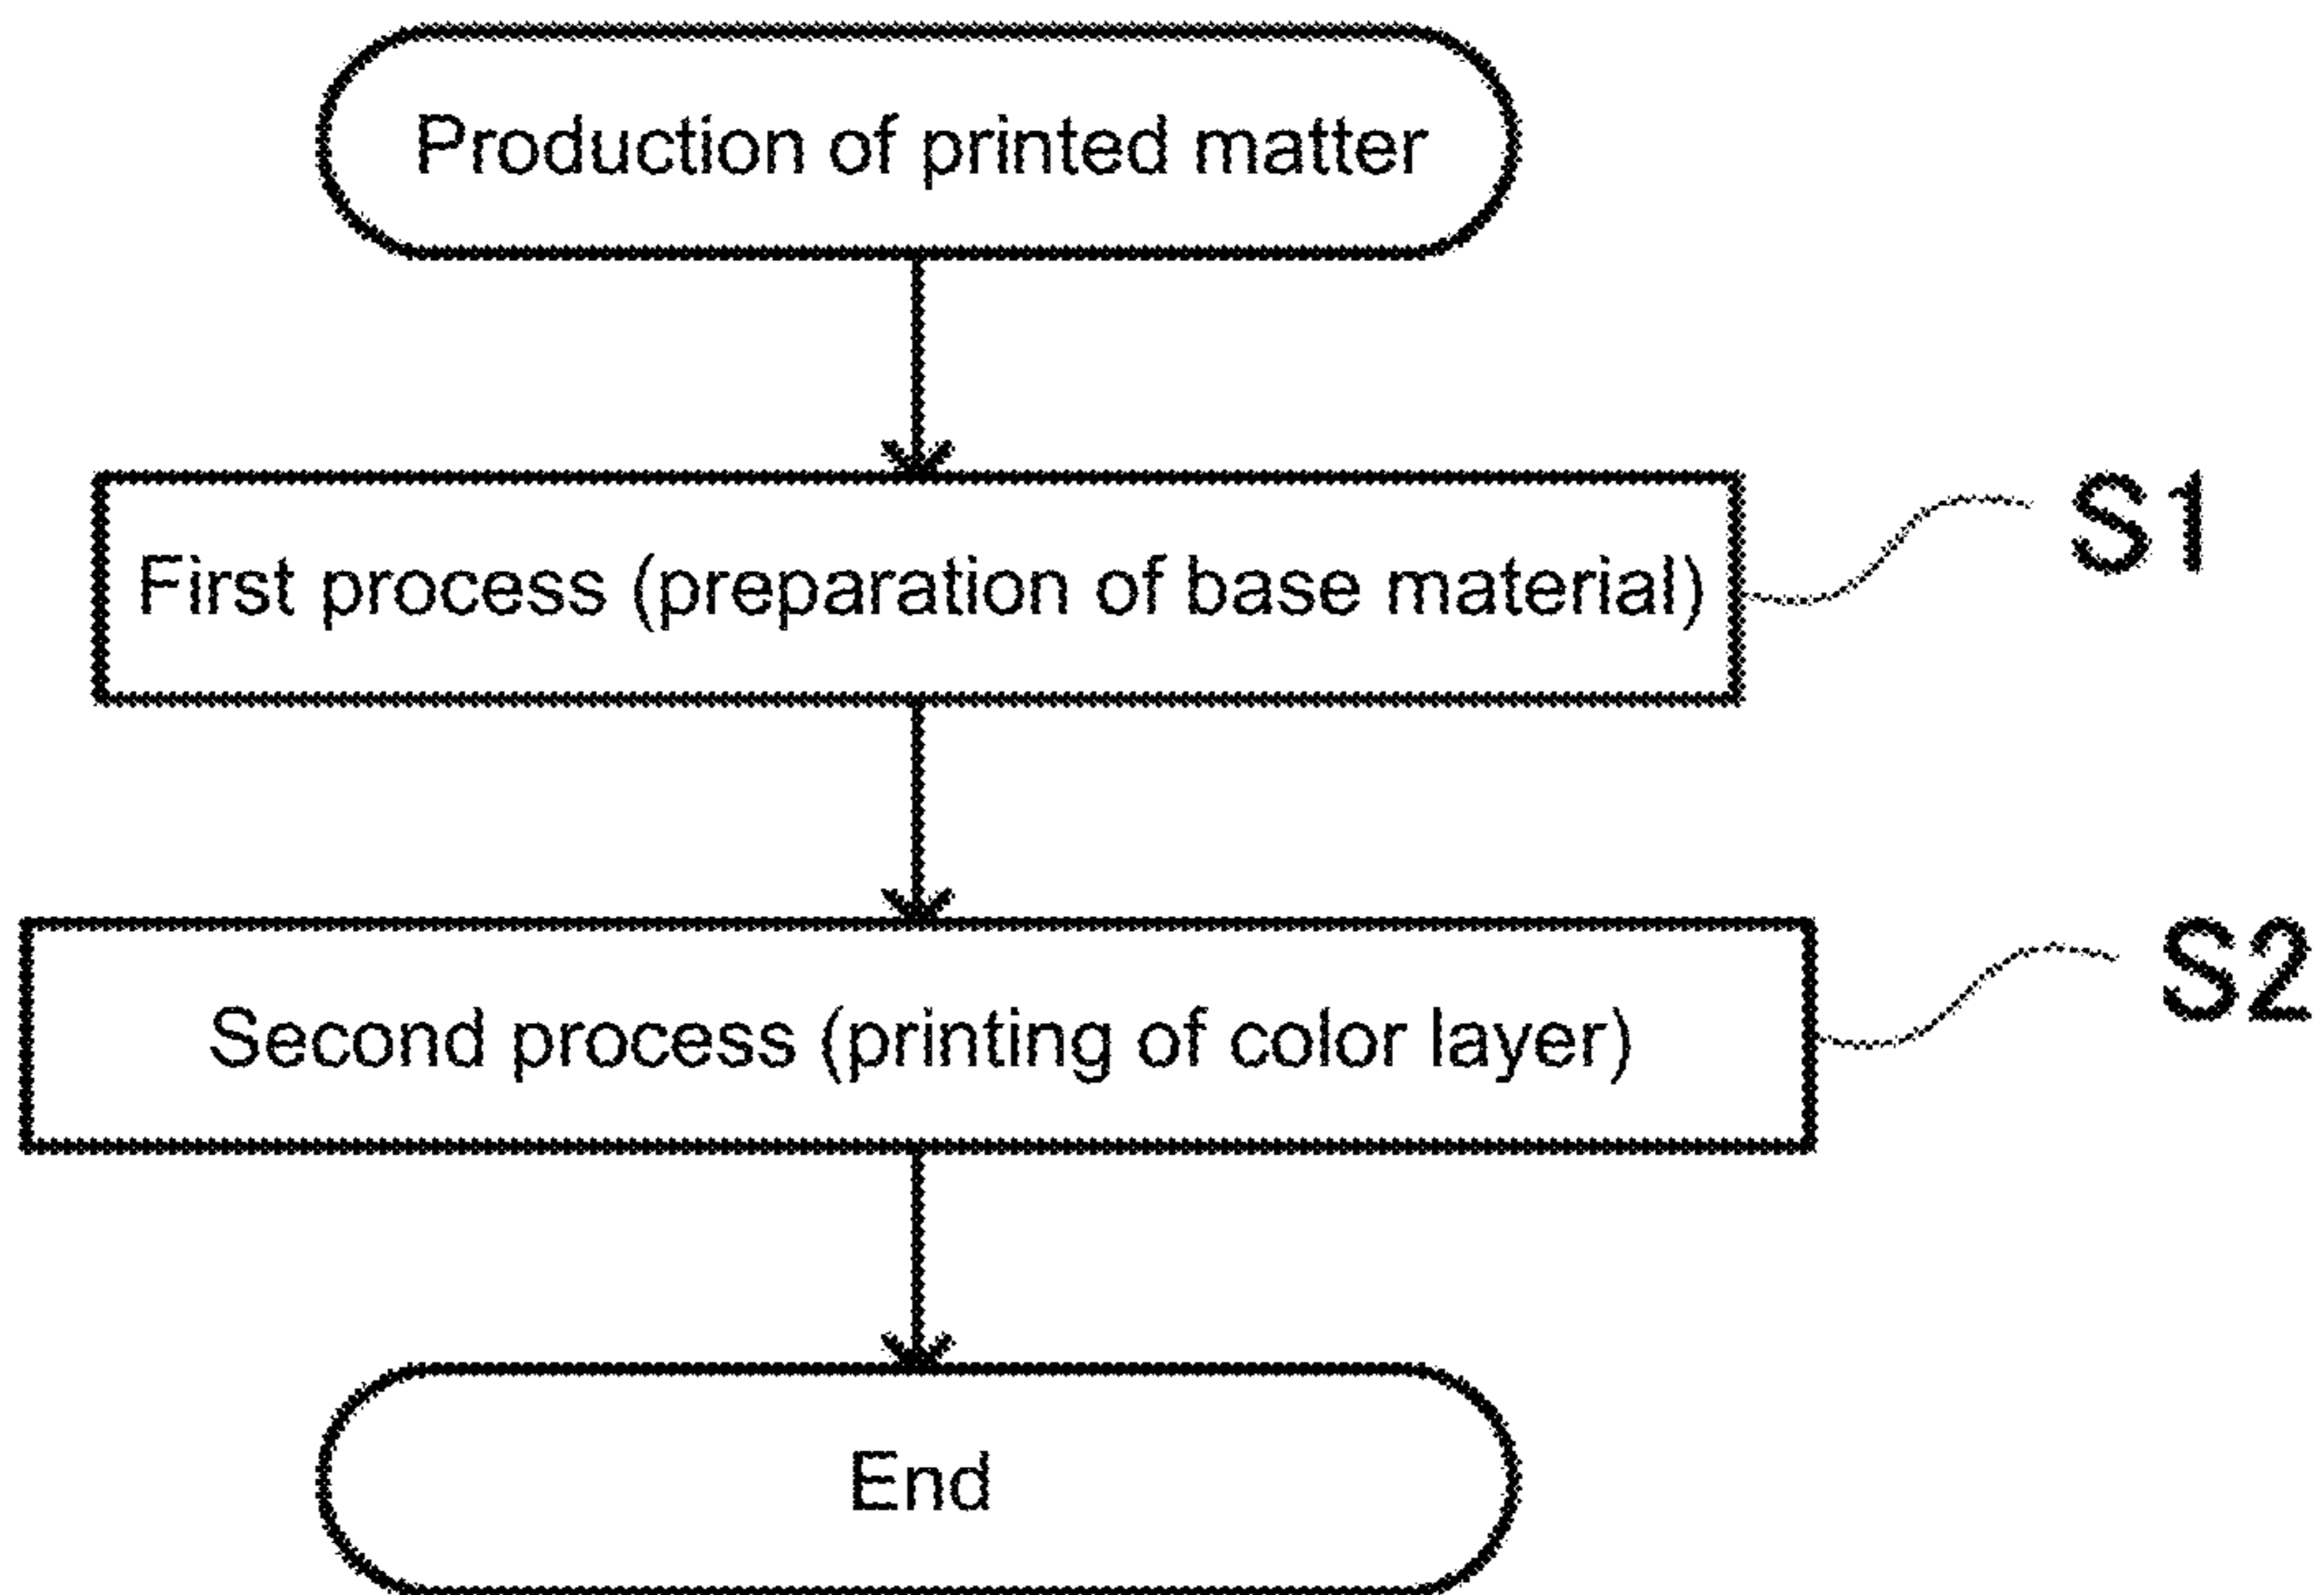 Production of printed matter
First process (preparation of base material)
S1
Second process (printing of color layer)
S2
End